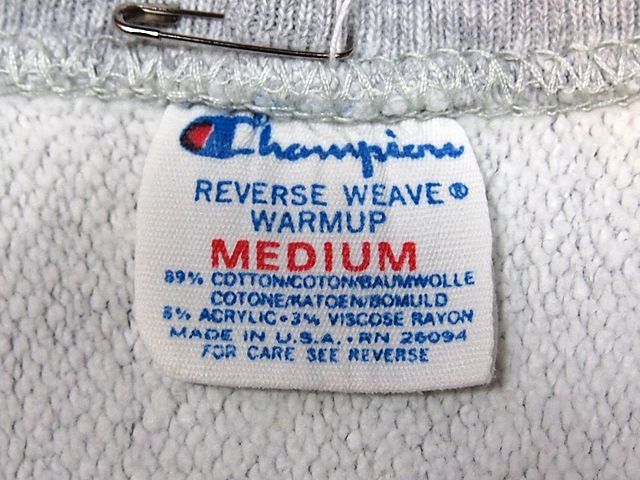 Champion
REVERSE WEAVE®
WARMUP
MEDIUM
89% COTTON/COTON/BAUMWOLLE
COTONE/KATOEN/BOMULD
8% ACRYLIC • 3% VISCOSE RAYON
MADE IN U.S.A. • RN 26094
FOR CARE SEE REVERSE